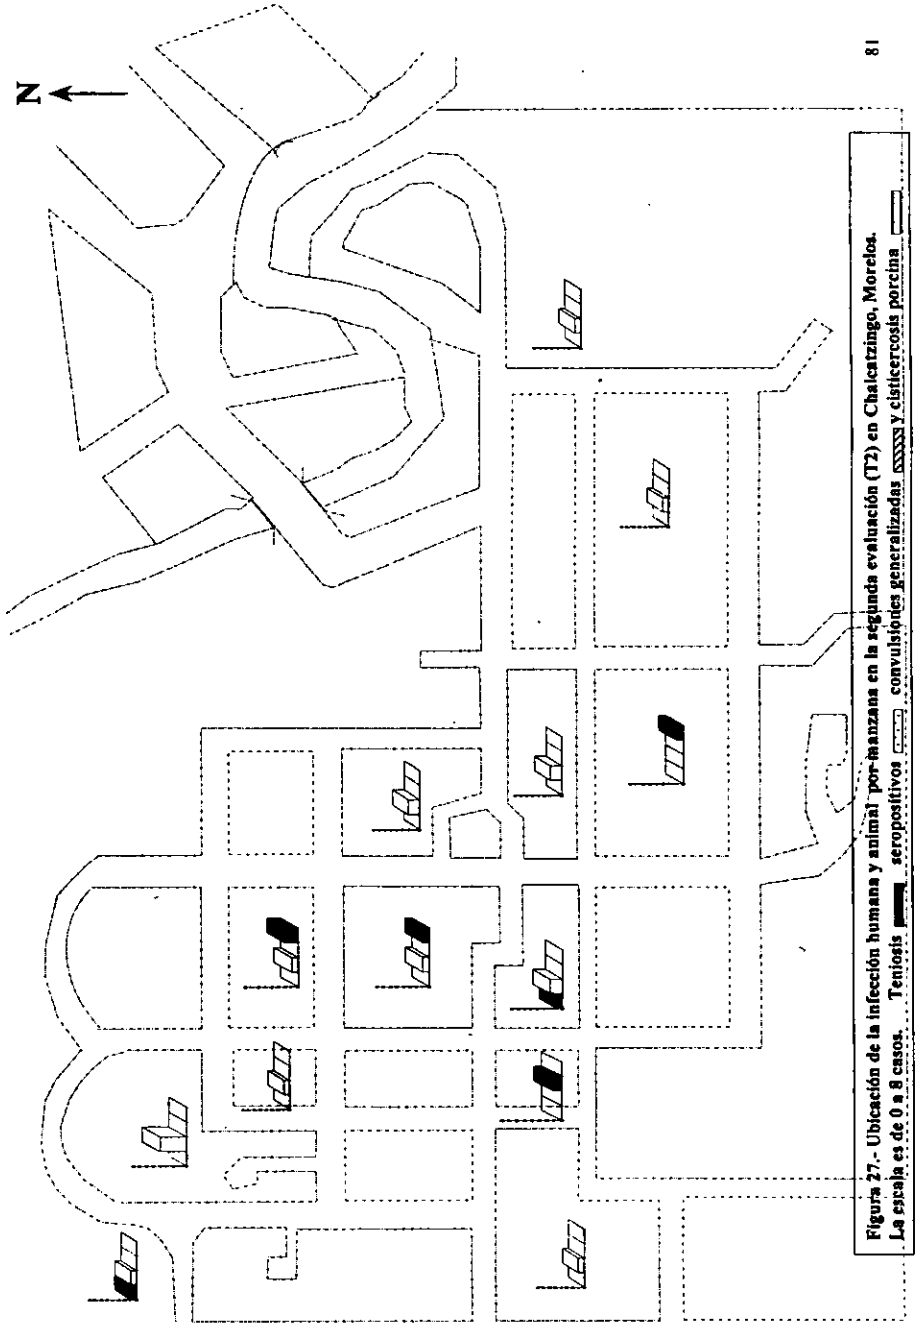 N
81
Figura 27.- Ubicación de la infección humana y animal por manzana en la segunda evaluación (T2) en Chalcatzingo, Morelos.
La escala es de 0 a 8 casos. Teniosis seropositivos convulsiones generalizadas y cisticercosis porcina